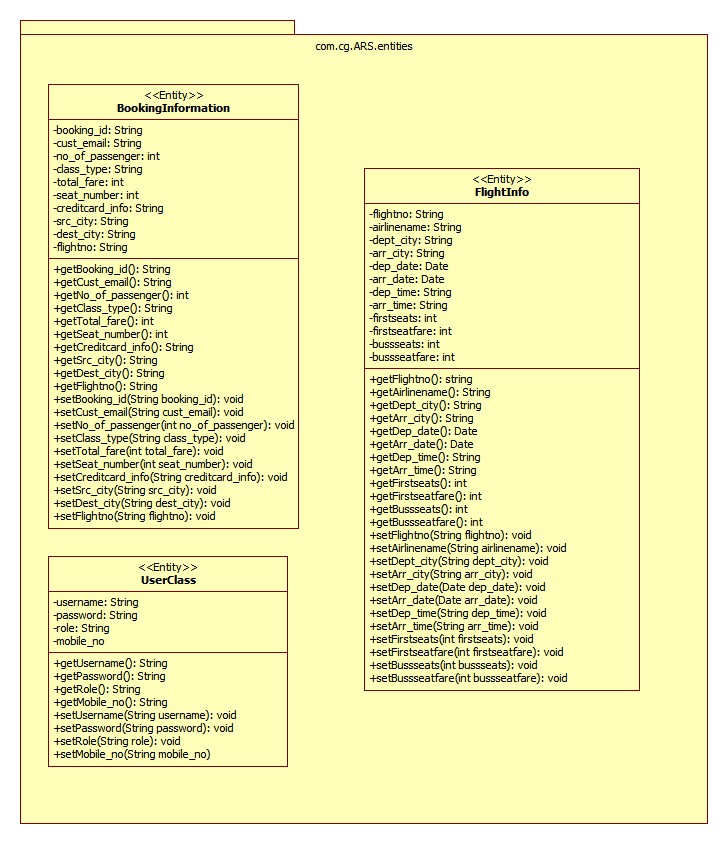 com.cg.ARS.entities
<<Entity>>
BookingInformation
-booking_id: String
-cust_email: String
-no_of_passenger: int
-class_type: String
-total_fare: int
-seat_number: int
-creditcard_info: String
-src_city: String
-dest_city: String
-flightno: String
+getBooking_id(): String
+getCust_email(): String
+getNo_of_passenger(): int
+getClass_type(): String
+getTotal_fare(): int
+getSeat_number(): int
+getCreditcard_info(): String
+getSrc_city(): String
+getDest_city(): String
+getFlightno(): String
+setBooking_id(String booking_id): void
+setCust_email(String cust_email): void
+setNo_of_passenger(int no_of_passenger): void
+setClass_type(String class_type): void
+setTotal_fare(int total_fare): void
+setSeat_number(int seat_number): void
+setCreditcard_info(String creditcard_info): void
+setSrc_city(String src_city): void
+setDest_city(String dest_city): void
+setFlightno(String flightno): void
<<Entity>>
UserClass
-username: String
-password: String
-role: String
-mobile_no
+getUsername(): String
+getPassword(): String
+getRole(): String
+getMobile_no(): String
+setUsername(String username): void
+setPassword(String password): void
+setRole(String role): void
+setMobile_no(String mobile_no)
<<Entity>>
FlightInfo
-flightno: String
-airlinename: String
-dept_city: String
-arr_city: String
-dep_date: Date
-arr_date: Date
-dep_time: String
-arr_time: String
-firstseats: int
-firstseatfare: int
-bussseats: int
-bussseatfare: int
+getFlightno(): string
+getAirlinename(): String
+getDept_city(): String
+getArr_city(): String
+getDep_date(): Date
+getArr_date(): Date
+getDep_time(): String
+getArr_time(): String
+getFirstseats(): int
+getFirstseatfare(): int
+getBussseats(): int
+getBussseatfare(): int
+setFlightno(String flightno): void
+setAirlinename(String airlinename): void
+setDept_city(String dept_city): void
+setArr_city(String arr_city): void
+setDep_date(Date dep_date): void
+setArr_date(Date arr_date): void
+setDep_time(String dep_time): void
+setArr_time(String arr_time): void
+setFirstseats(int firstseats): void
+setFirstseatfare(int firstseatfare): void
+setBussseats(int bussseats): void
+setBussseatfare(int bussseatfare): void